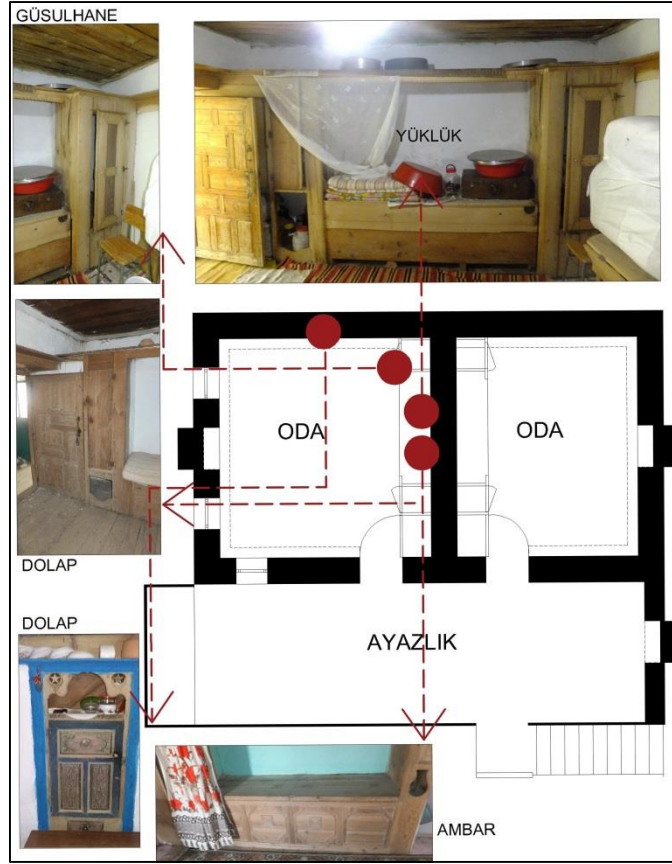 GÜSULHANE
YÜKLÜK
ODA
ODA
DOLAP
DOLAP
AYAZLIK
AMBAR